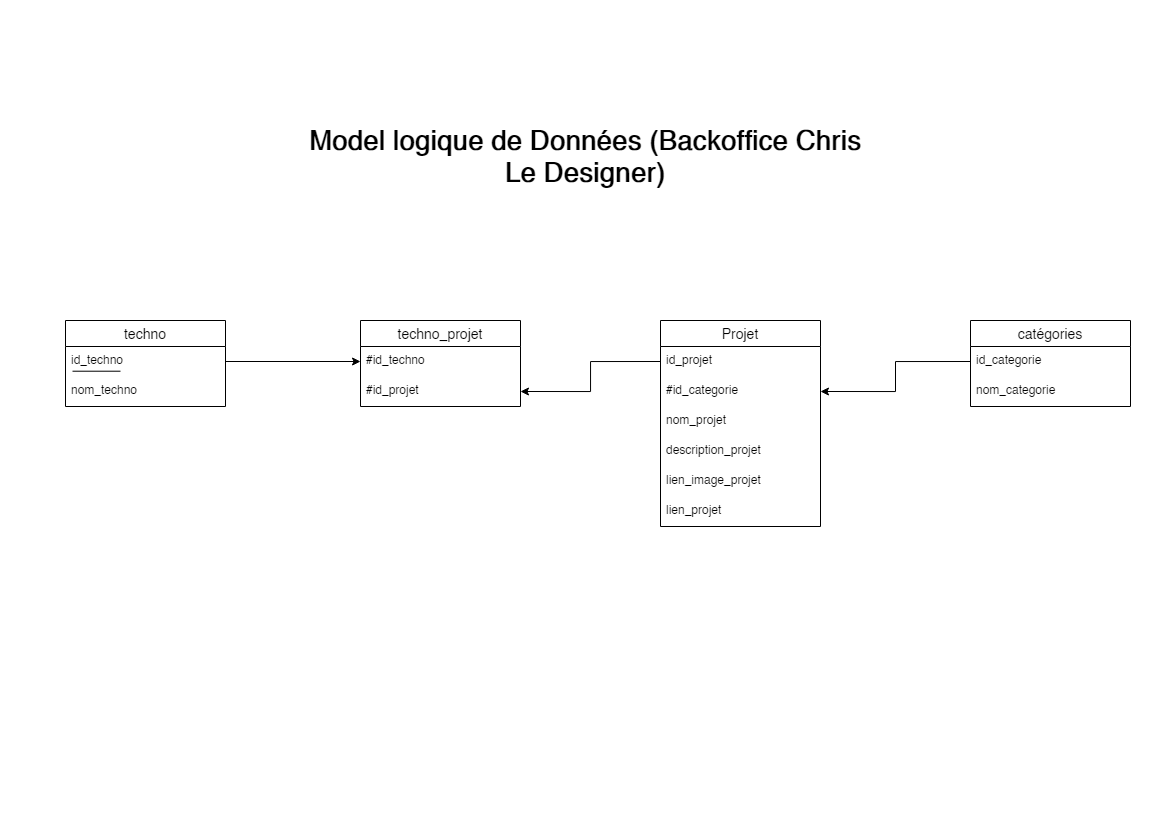 Model logique de Données (Backoffice Chris
Le Designer)
techno
id_techno
nom_techno
techno_projet
#id_techno
#id_projet
Projet
id_projet
#id_categorie
nom_projet
description_projet
lien_image_projet
lien_projet
catégories
id_categorie
nom_categorie